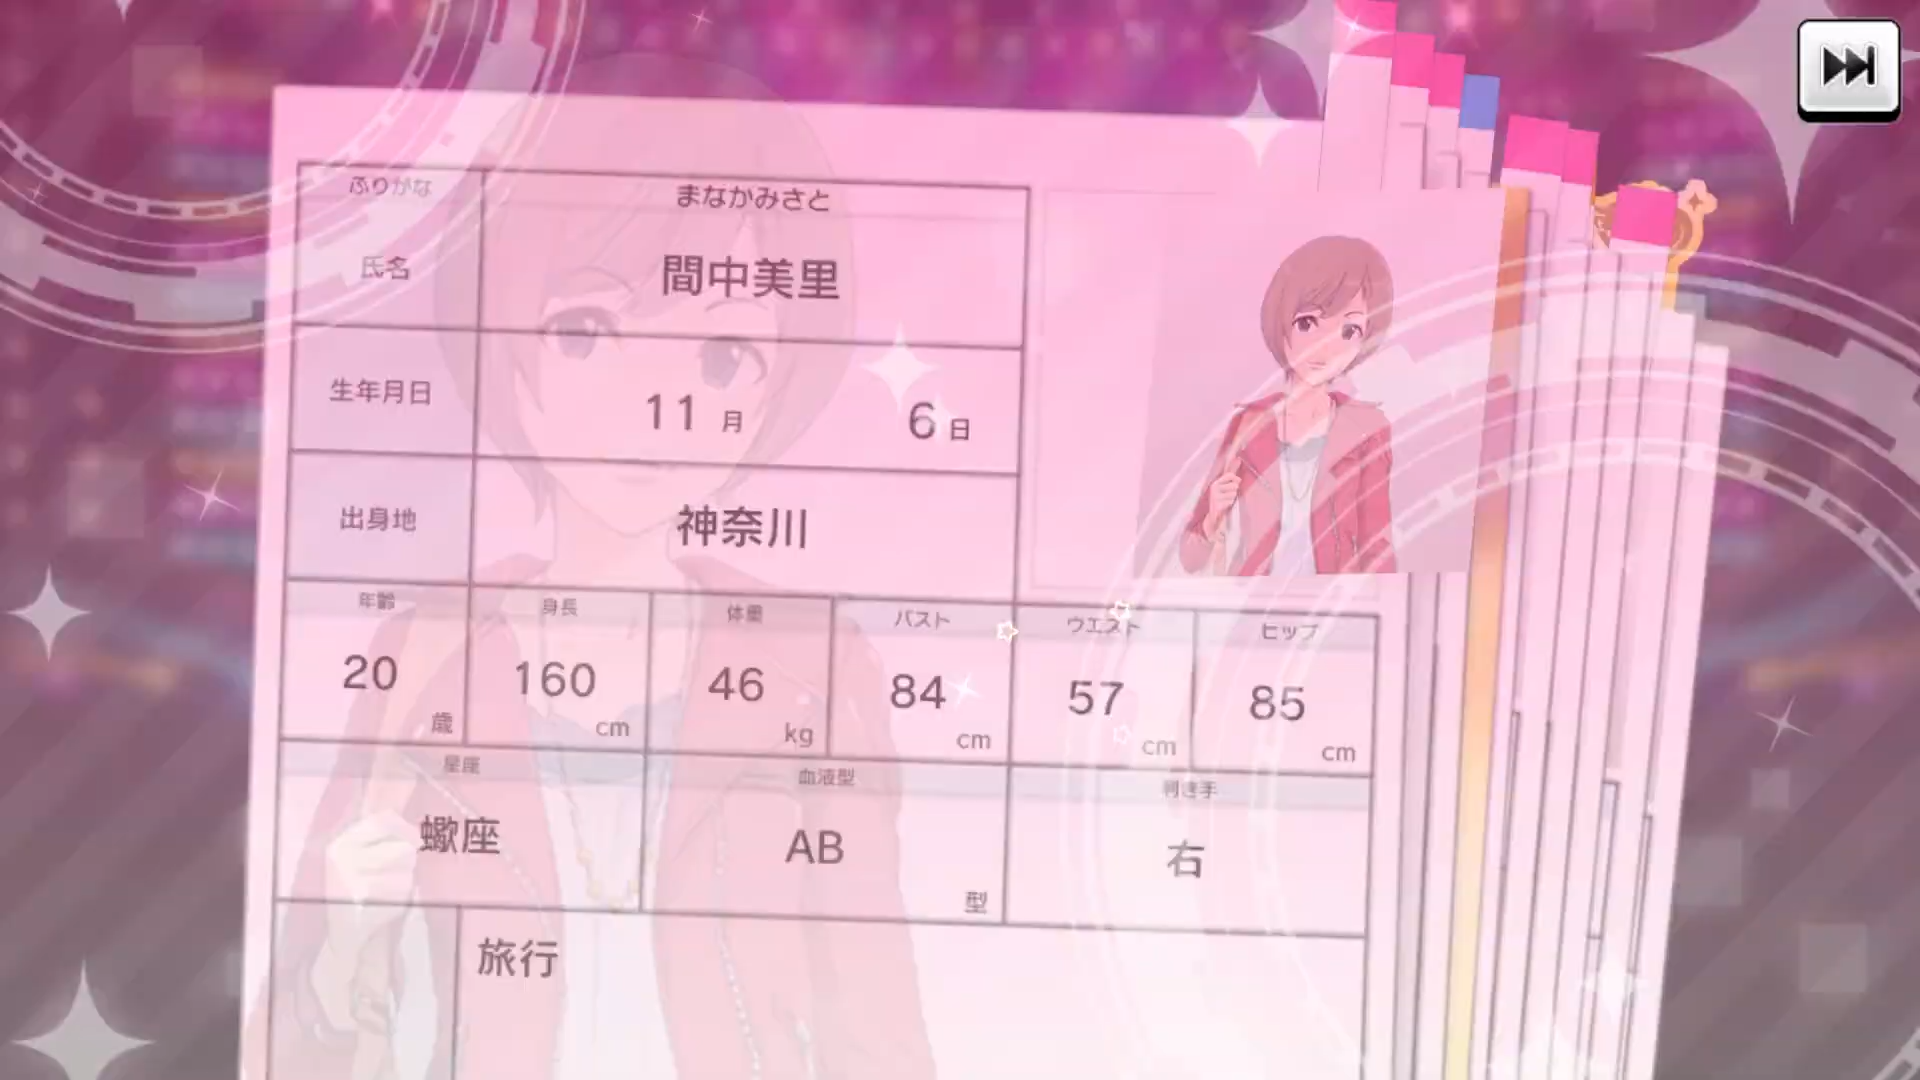 ふりがな
まなかみさと
氏名
間中美里
生年月日
11 月 6 日
出身地
神奈川
年齢 身長 体重 バスト ウエスト ヒップ
20 歳 160 cm 46 kg 84 cm 57 cm 85 cm
星座 血液型 利き手
蠍座 AB 型 右
旅行